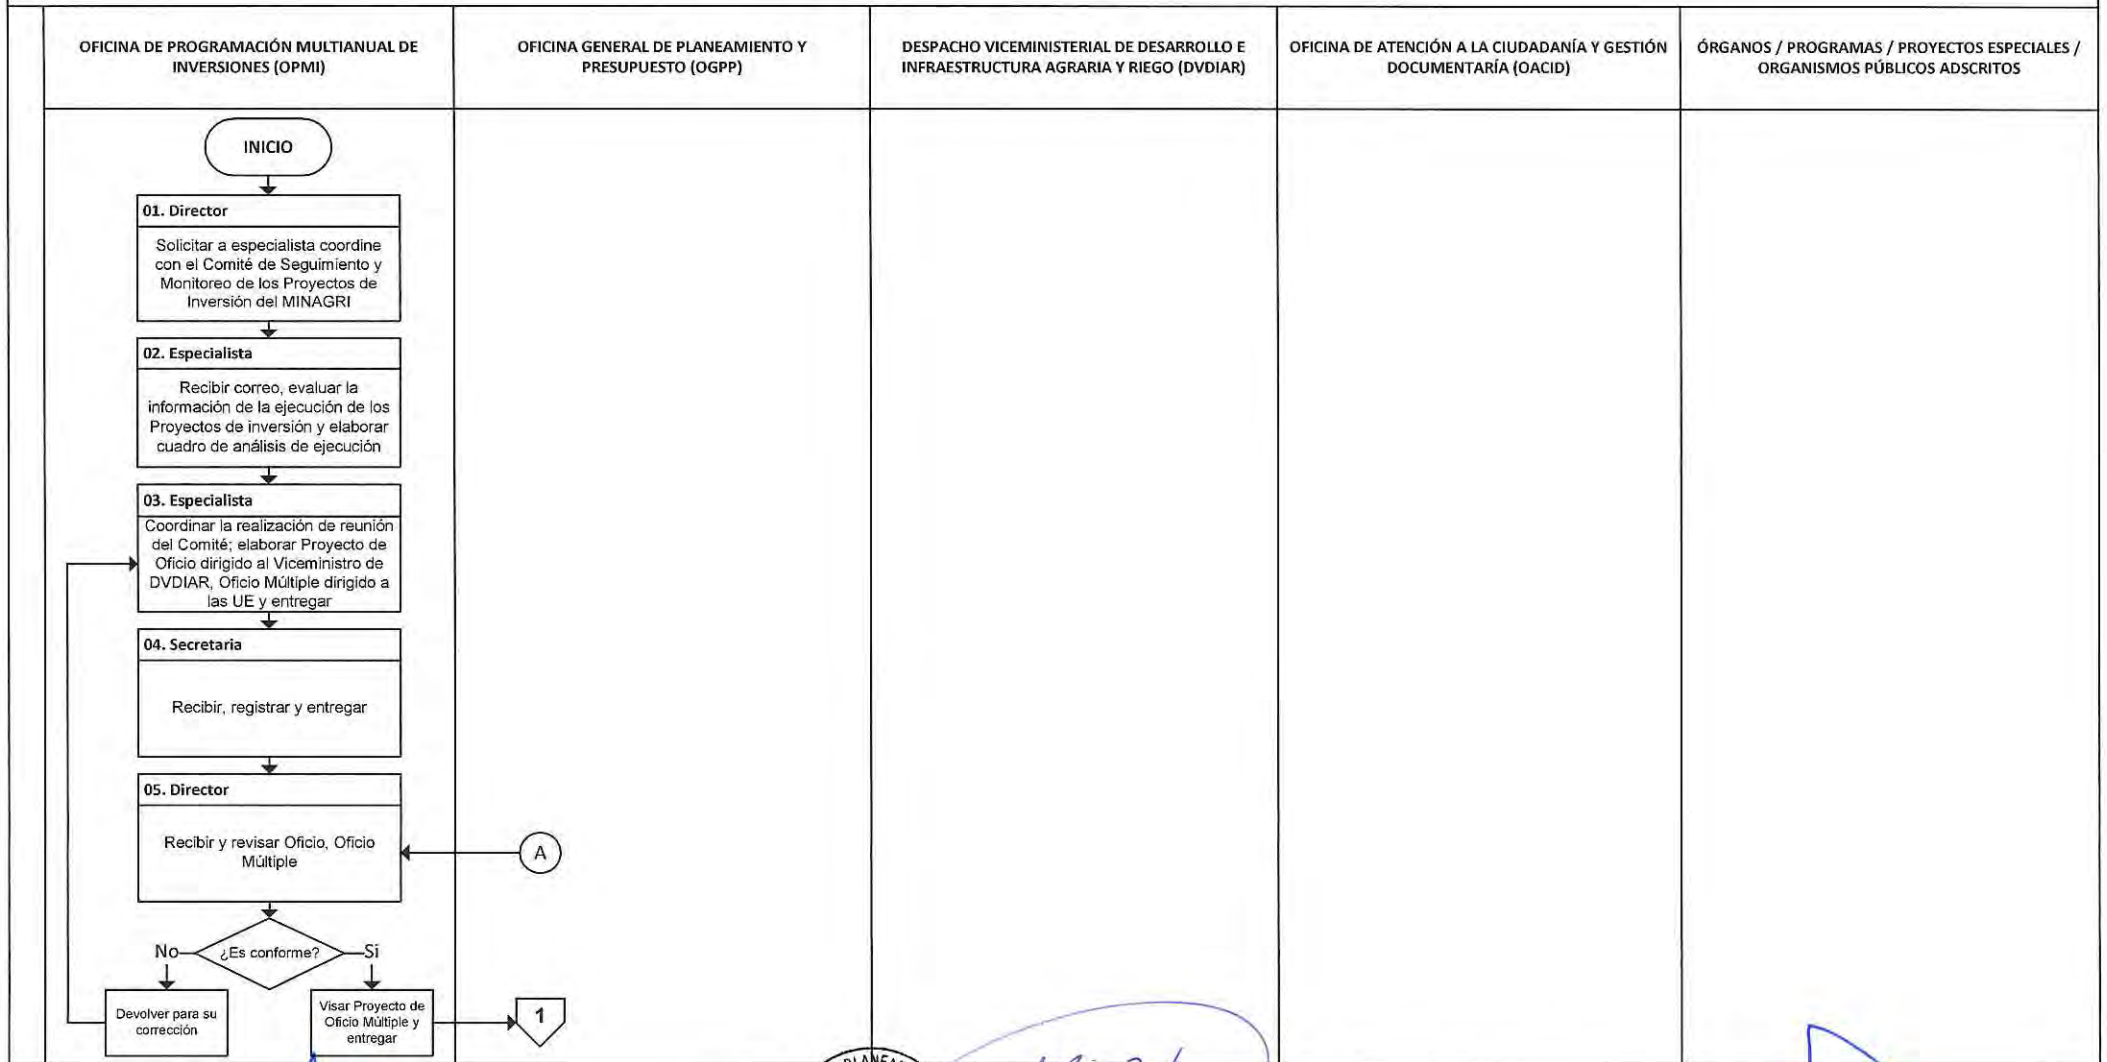 OFICINA DE PROGRAMACIÓN MULTIANUAL DE
INVERSIONES (OPMI)
OFICINA GENERAL DE PLANEAMIENTO Y
PRESUPUESTO (OGPP)
DESPACHO VICEMINISTERIAL DE DESARROLLO E
INFRAESTRUCTURA AGRARIA Y RIEGO (DVDIAR)
OFICINA DE ATENCIÓN A LA CIUDADANÍA Y GESTIÓN
DOCUMENTARÍA (OACID)
ÓRGANOS / PROGRAMAS / PROYECTOS ESPECIALES /
ORGANISMOS PÚBLICOS ADSCRITOS
INICIO
01. Director
Solicitar a especialista coordine
con el Comité de Seguimiento y
Monitoreo de los Proyectos de
Inversión del MINAGRI
02. Especialista
Recibir correo, evaluar la
información de la ejecución de los
Proyectos de inversión y elaborar
cuadro de análisis de ejecución
03. Especialista
Coordinar la realización de reunión
del Comité; elaborar Proyecto de
Oficio dirigido al Viceministro de
DVDIAR, Oficio Múltiple dirigido a
las UE y entregar
04. Secretaria
Recibir, registrar y entregar
05. Director
Recibir y revisar Oficio, Oficio
Múltiple
A
No
¿Es conforme?
Si
Devolver para su
corrección
Visar Proyecto de
Oficio Múltiple y
entregar
1